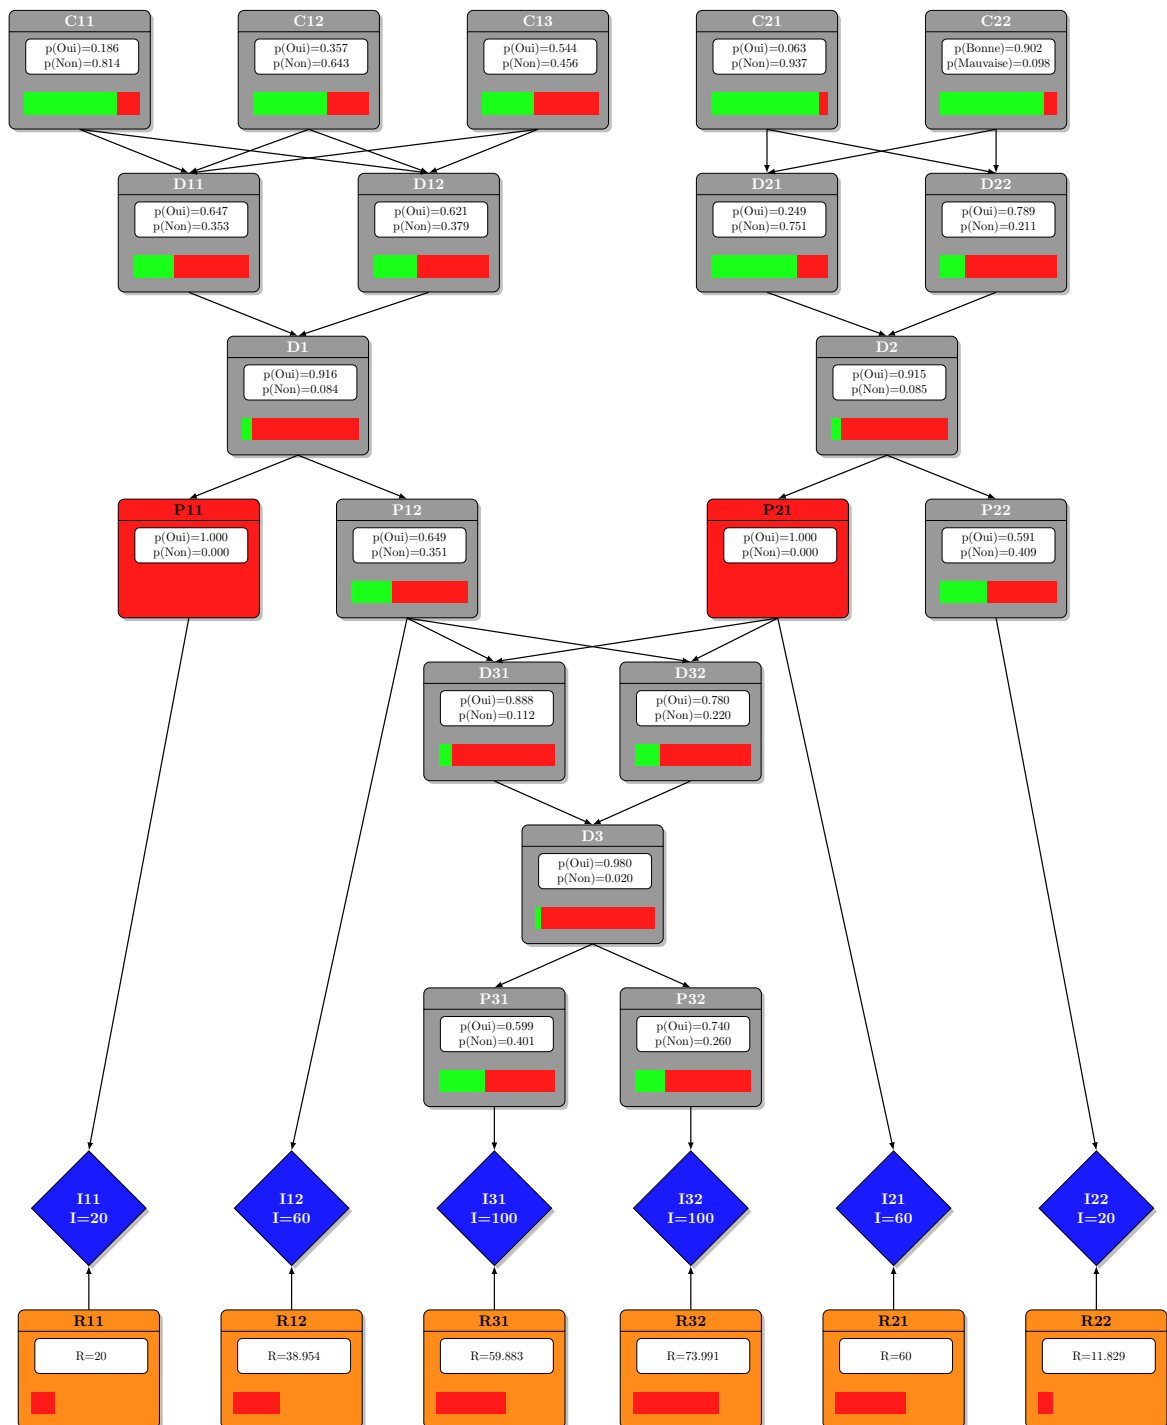 C11
p(Oui)=0.186
p(Non)=0.814
C12
p(Oui)=0.357
p(Non)=0.643
C13
p(Oui)=0.544
p(Non)=0.456
C21
p(Oui)=0.063
p(Non)=0.937
C22
p(Bonne)=0.902
p(Mauvaise)=0.098
D11
p(Oui)=0.647
p(Non)=0.353
D12
p(Oui)=0.621
p(Non)=0.379
D21
p(Oui)=0.249
p(Non)=0.751
D22
p(Oui)=0.789
p(Non)=0.211
D1
p(Oui)=0.916
p(Non)=0.084
D2
p(Oui)=0.915
p(Non)=0.085
P11
p(Oui)=1.000
p(Non)=0.000
P12
p(Oui)=0.649
p(Non)=0.351
P21
p(Oui)=1.000
p(Non)=0.000
P22
p(Oui)=0.591
p(Non)=0.409
D31
p(Oui)=0.888
p(Non)=0.112
D32
p(Oui)=0.780
p(Non)=0.220
D3
p(Oui)=0.980
p(Non)=0.020
P31
p(Oui)=0.599
p(Non)=0.401
P32
p(Oui)=0.740
p(Non)=0.260
I11
I=20
I12
I=60
I31
I=100
I32
I=100
I21
I=60
I22
I=20
R11
R=20
R12
R=38.954
R31
R=59.883
R32
R=73.991
R21
R=60
R22
R=11.829